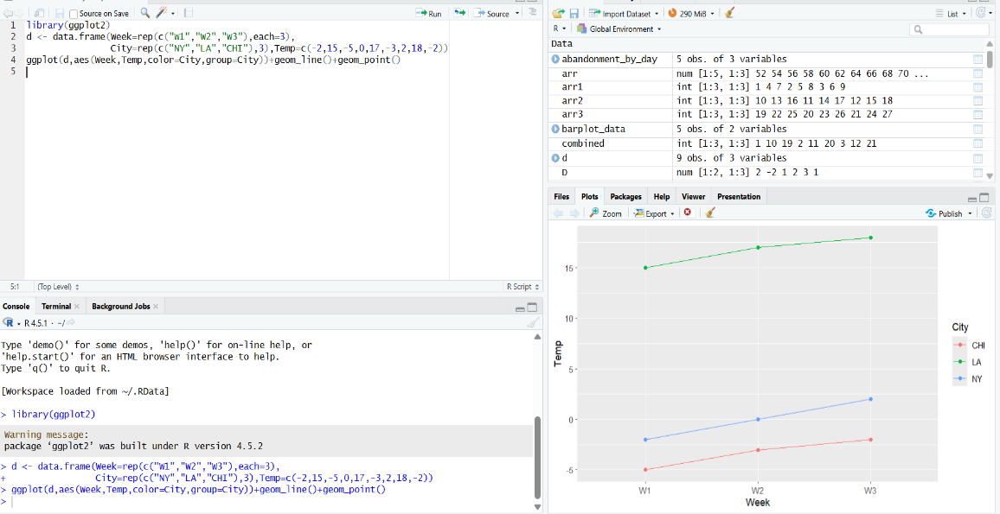 Source on Save
Run
Source
1 library(ggplot2)
2 d <- data.frame(Week=rep(c("W1","W2","W3"),each=3),
3                City=rep(c("NY","LA","CHI"),3),Temp=c(-2,15,-5,0,17,-3,2,18,-2))
4 ggplot(d,aes(Week,Temp,color=City,group=City))+geom_line()+geom_point()
5
5:1 (Top Level) R Script
Console Terminal Background Jobs
R 4.5.1 · ~/
Type 'demo()' for some demos, 'help()' for on-line help, or
'help.start()' for an HTML browser interface to help.
Type 'q()' to quit R.
[Workspace loaded from ~/.RData]
> library(ggplot2)
Warning message:
package ‘ggplot2’ was built under R version 4.5.2
> d <- data.frame(Week=rep(c("W1","W2","W3"),each=3),
+                City=rep(c("NY","LA","CHI"),3),Temp=c(-2,15,-5,0,17,-3,2,18,-2))
> ggplot(d,aes(Week,Temp,color=City,group=City))+geom_line()+geom_point()
>
Import Dataset 290 MiB List
R Global Environment
Data
abandonment_by_day 5 obs. of 3 variables
arr num [1:5, 1:3] 52 54 56 58 60 62 64 66 68 70 ...
arr1 int [1:3, 1:3] 1 4 7 2 5 8 3 6 9
arr2 int [1:3, 1:3] 10 13 16 11 14 17 12 15 18
arr3 int [1:3, 1:3] 19 22 25 20 23 26 21 24 27
barplot_data 5 obs. of 2 variables
combined int [1:3, 1:3] 1 10 19 2 11 20 3 12 21
d 9 obs. of 3 variables
D num [1:2, 1:3] 2 -2 1 2 3 1
Files Plots Packages Help Viewer Presentation
Zoom Export Publish
15
10
5
0
-5
Temp
W1 W2 W3
Week
City
CHI
LA
NY